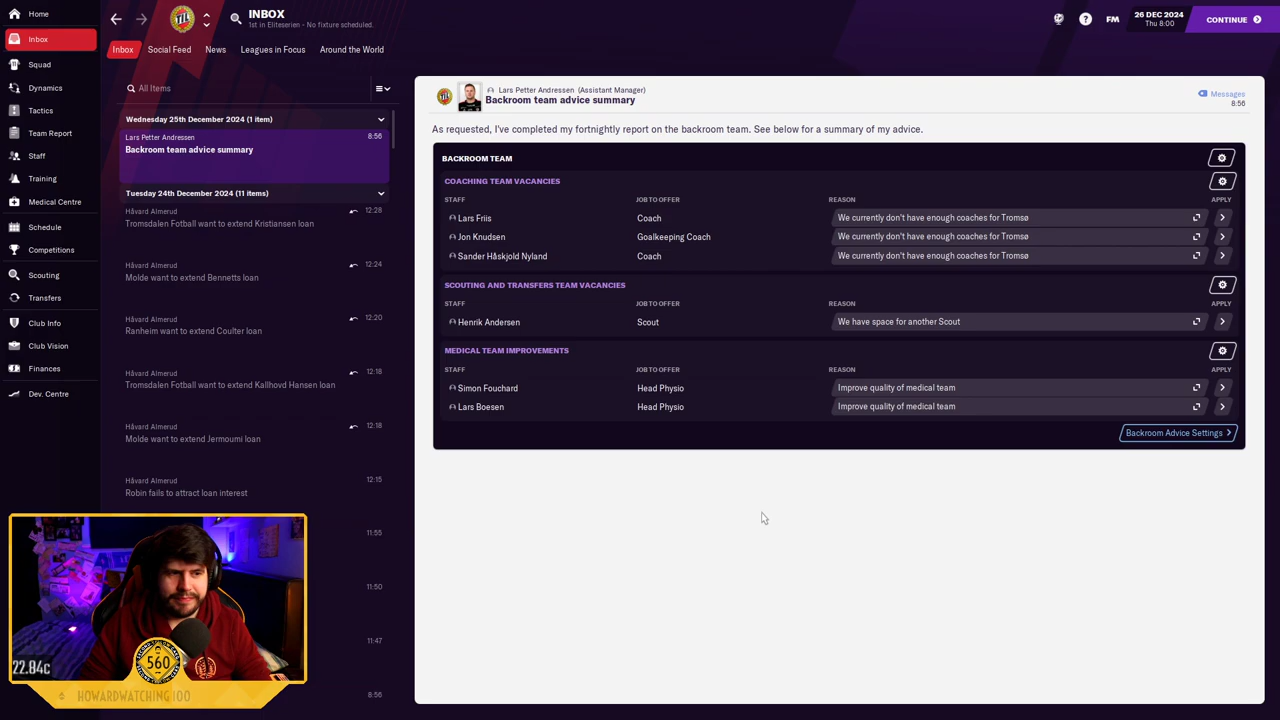 Home
Inbox
Squad
Dynamics
Tactics
Team Report
Staff
Training
Medical Centre
Schedule
Competitions
Scouting
Transfers
Club Info
Club Vision
Finances
Dev. Centre
TIL
INBOX
1st in Eliteserien - No fixture scheduled.
FM
26 DEC 2024
Thu 8:00
CONTINUE
Inbox
Social Feed
News
Leagues in Focus
Around the World
All Items
Wednesday 25th December 2024 (1 item)
Lars Petter Andressen 8:56
Backroom team advice summary
Tuesday 24th December 2024 (11 items)
Håvard Almerud 12:28
Tromsdalen Fotball want to extend Kristiansen loan
Håvard Almerud 12:24
Molde want to extend Bennetts loan
Håvard Almerud 12:20
Ranheim want to extend Coulter loan
Håvard Almerud 12:18
Tromsdalen Fotball want to extend Kallhovd Hansen loan
Håvard Almerud 12:18
Molde want to extend Jermoumi loan
Håvard Almerud 12:15
Robin fails to attract loan interest
11:55
11:50
11:47
8:56
Lars Petter Andressen (Assistant Manager)
Backroom team advice summary
Messages
8:56
As requested, I've completed my fortnightly report on the backroom team. See below for a summary of my advice.
BACKROOM TEAM
COACHING TEAM VACANCIES
STAFF JOB TO OFFER REASON APPLY
Lars Friis Coach We currently don't have enough coaches for Tromsø
Jon Knudsen Goalkeeping Coach We currently don't have enough coaches for Tromsø
Sander Håskjold Nyland Coach We currently don't have enough coaches for Tromsø
SCOUTING AND TRANSFERS TEAM VACANCIES
STAFF JOB TO OFFER REASON APPLY
Henrik Andersen Scout We have space for another Scout
MEDICAL TEAM IMPROVEMENTS
STAFF JOB TO OFFER REASON APPLY
Simon Fouchard Head Physio Improve quality of medical team
Lars Boesen Head Physio Improve quality of medical team
Backroom Advice Settings
22.84c
560
HOWARDWATCHING 100